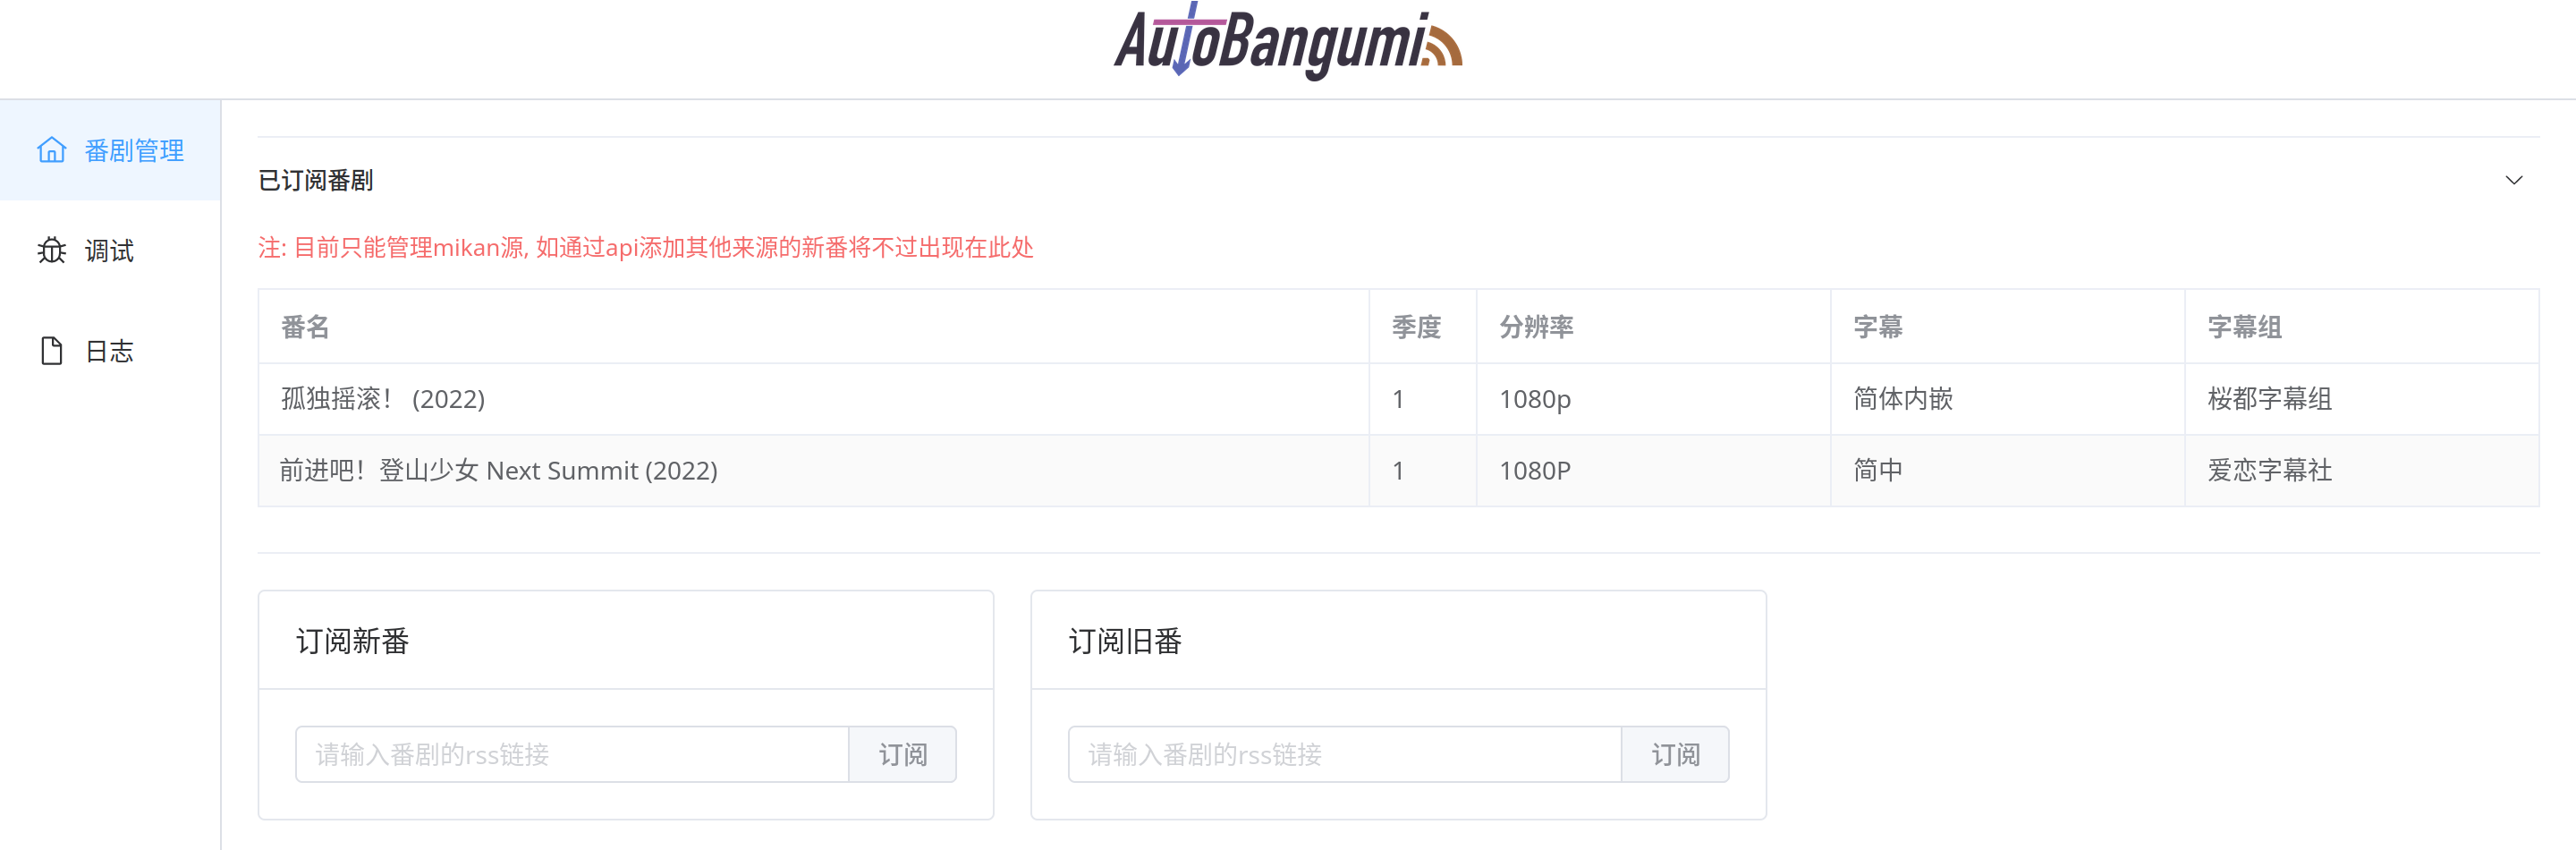 AutoBangumi
番剧管理
调试
日志
已订阅番剧
注: 目前只能管理mikan源, 如通过api添加其他来源的新番将不过出现在此处
番名 季度 分辨率 字幕 字幕组
孤独摇滚！ (2022) 1 1080p 简体内嵌 桜都字幕组
前进吧！登山少女 Next Summit (2022) 1 1080P 简中 爱恋字幕社
订阅新番
请输入番剧的rss链接 订阅
订阅旧番
请输入番剧的rss链接 订阅